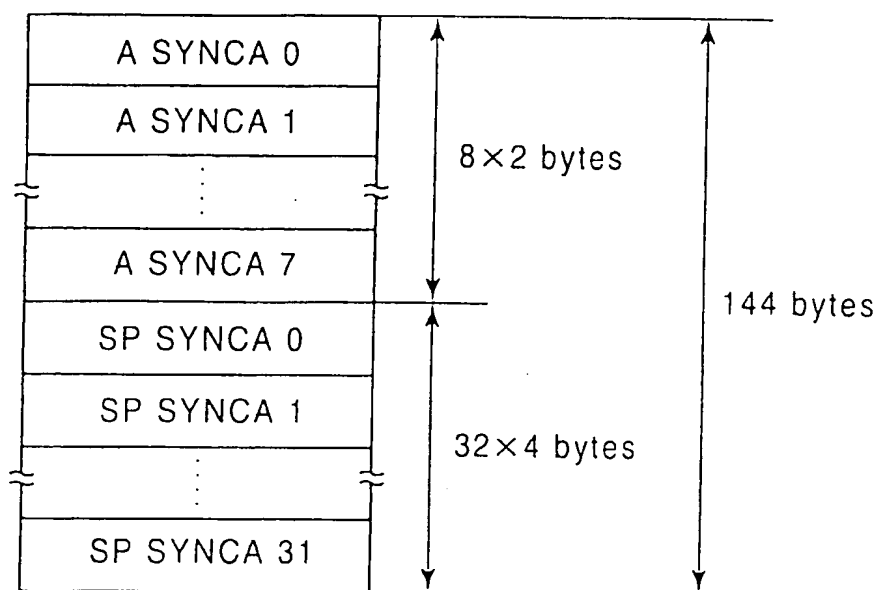 A SYNCA 0
A SYNCA 1
8×2 bytes
A SYNCA 7
144 bytes
SP SYNCA 0
SP SYNCA 1
32×4 bytes
SP SYNCA 31